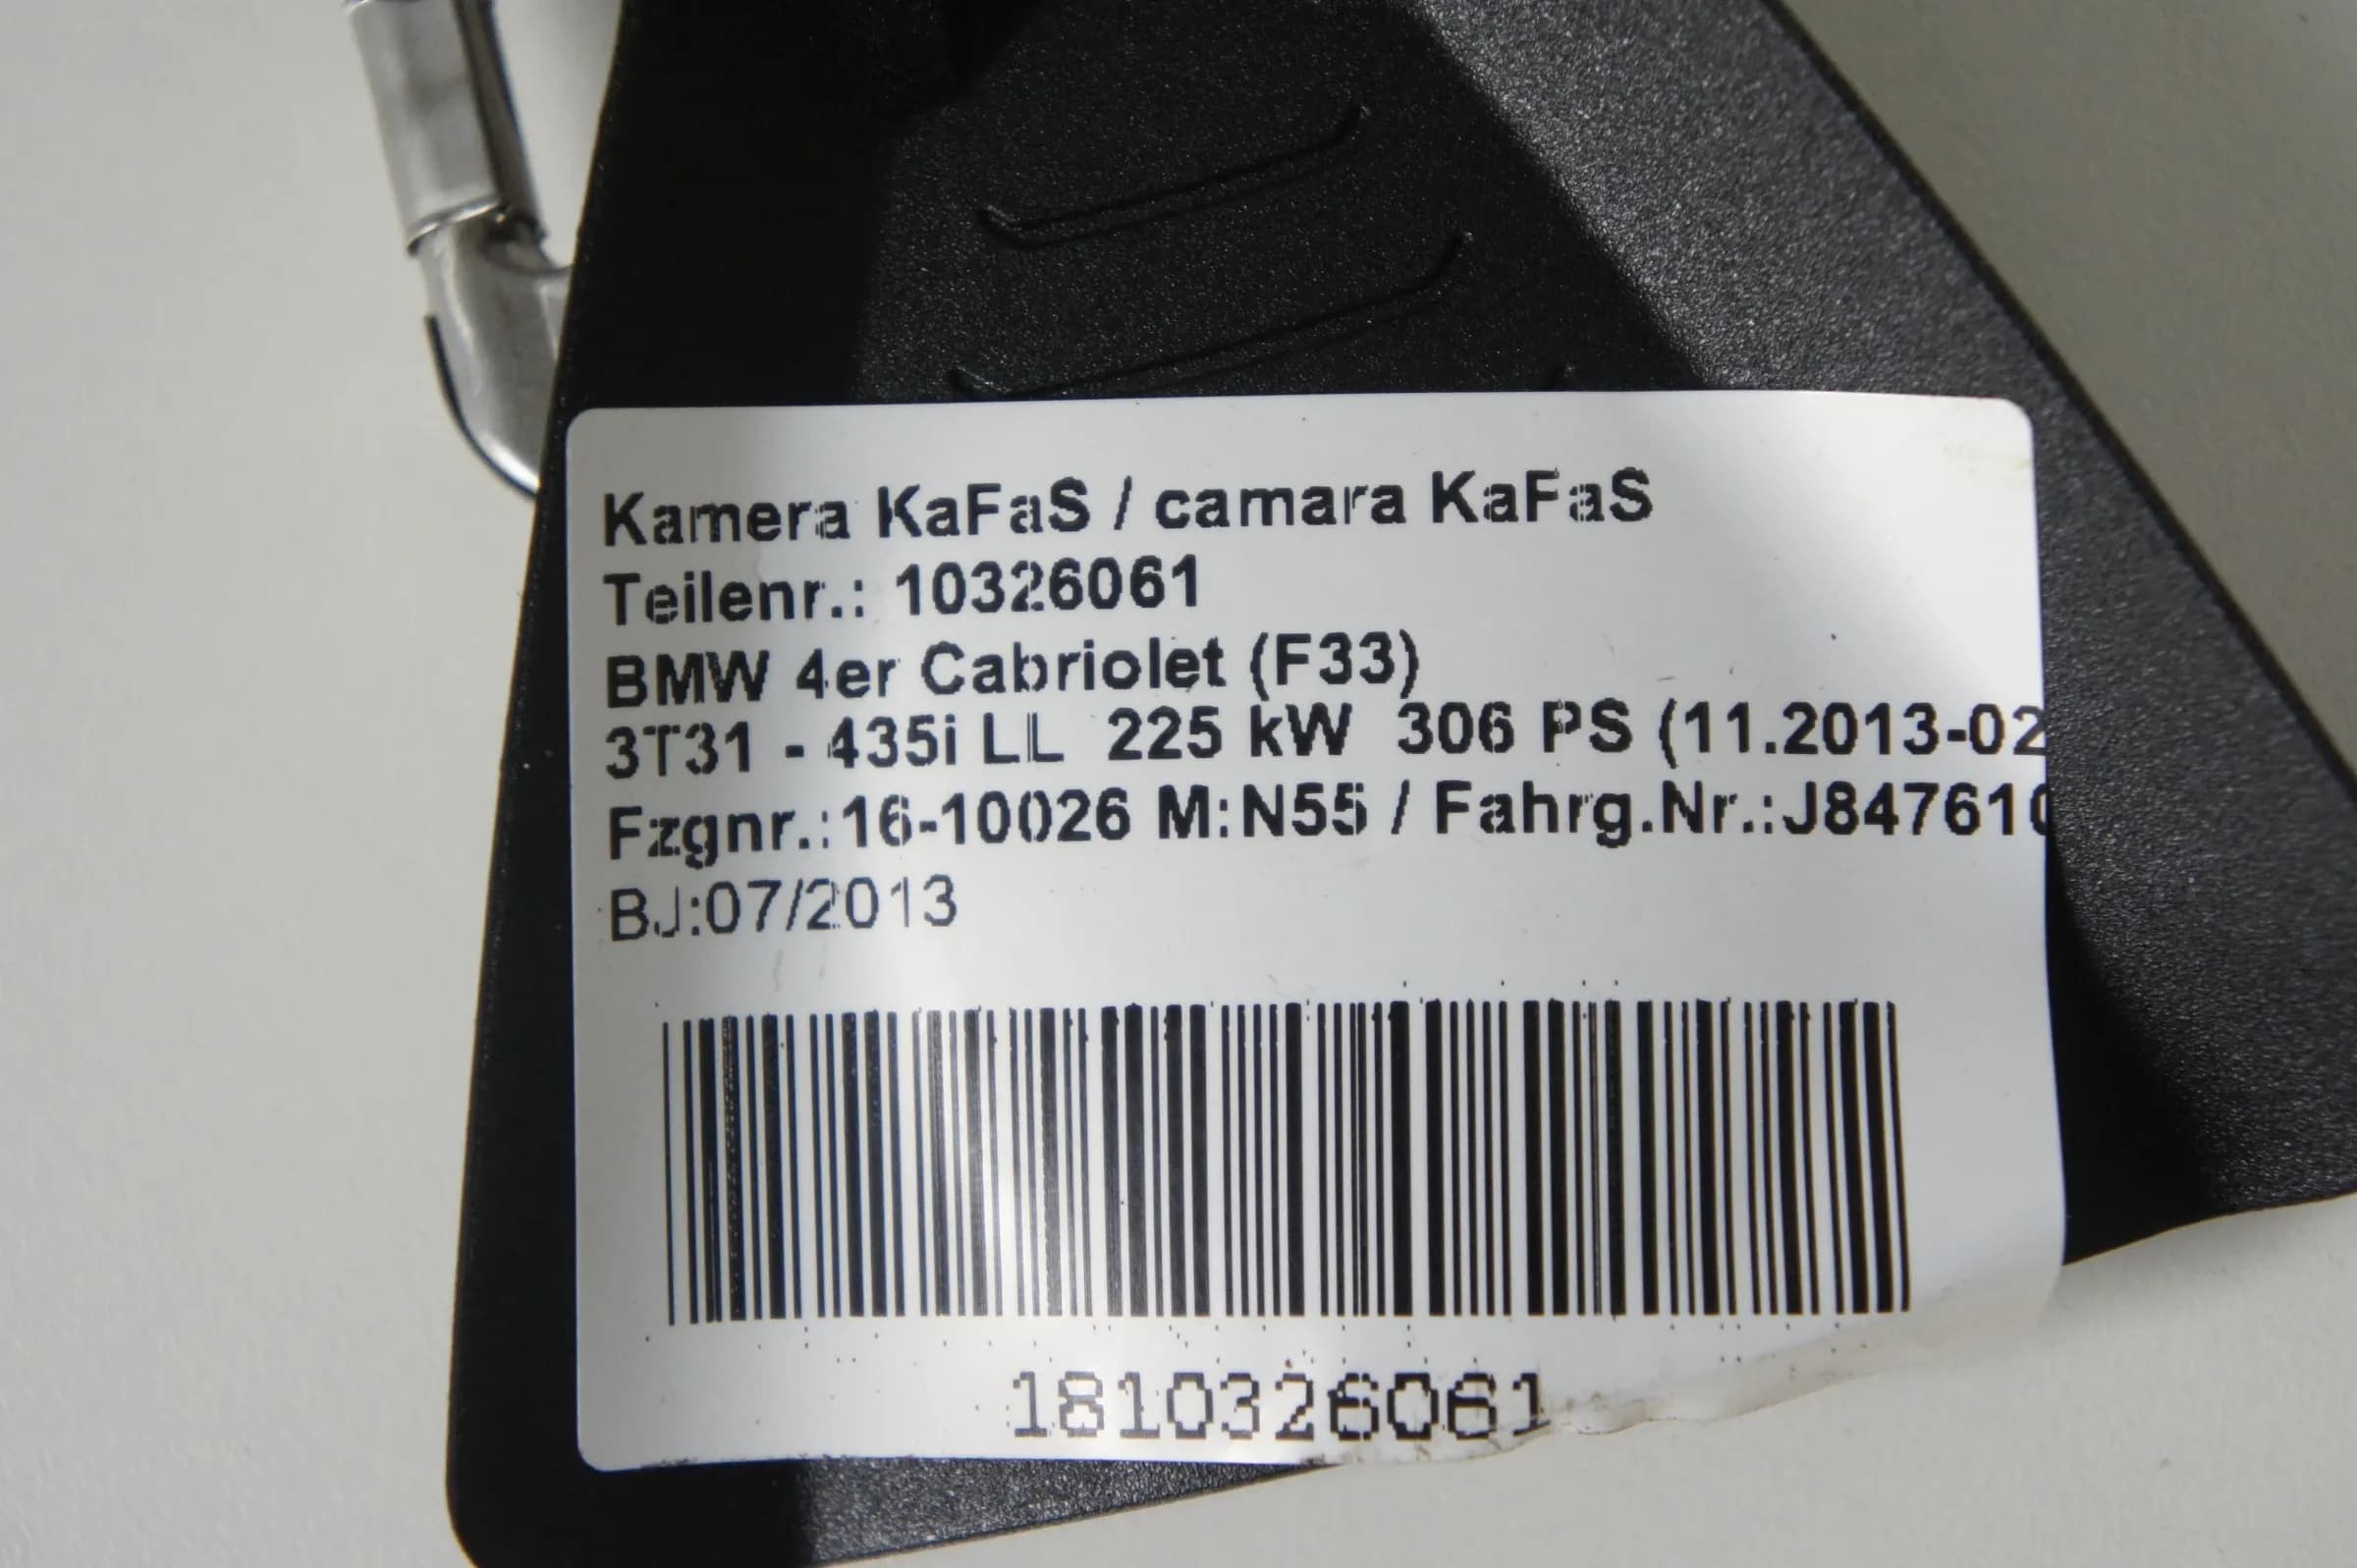 Kamera KaFaS / camara KaFaS
Teilenr.: 10326061
BMW 4er Cabriolet (F33)
3T31 - 435i LL 225 kW 306 PS (11.2013-02
Fzgnr.:16-10026 M:N55 / Fahrg.Nr.:J847610
BJ:07/2013
1810326061